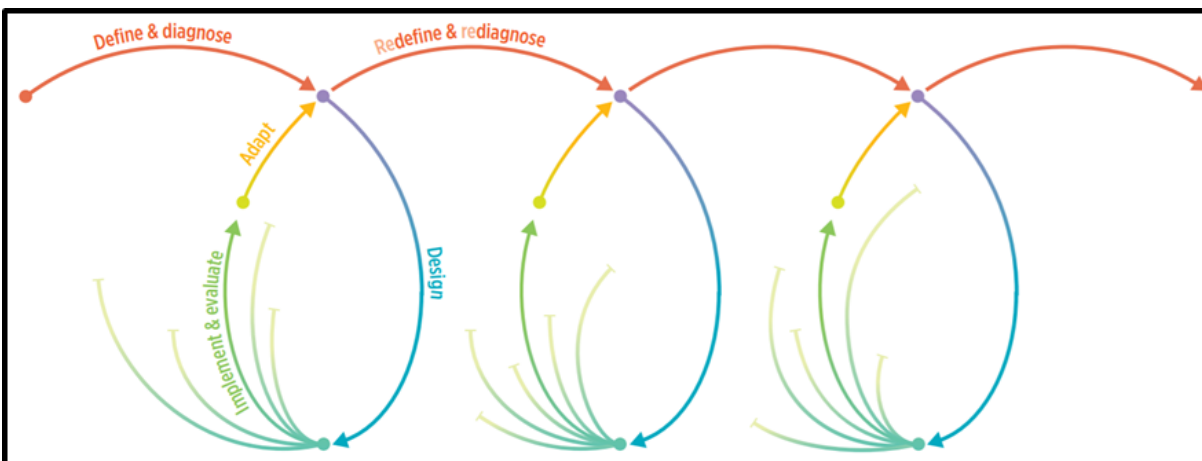 Define & diagnose
Redefine & rediagnose
Adapt
Design
Implement & evaluate